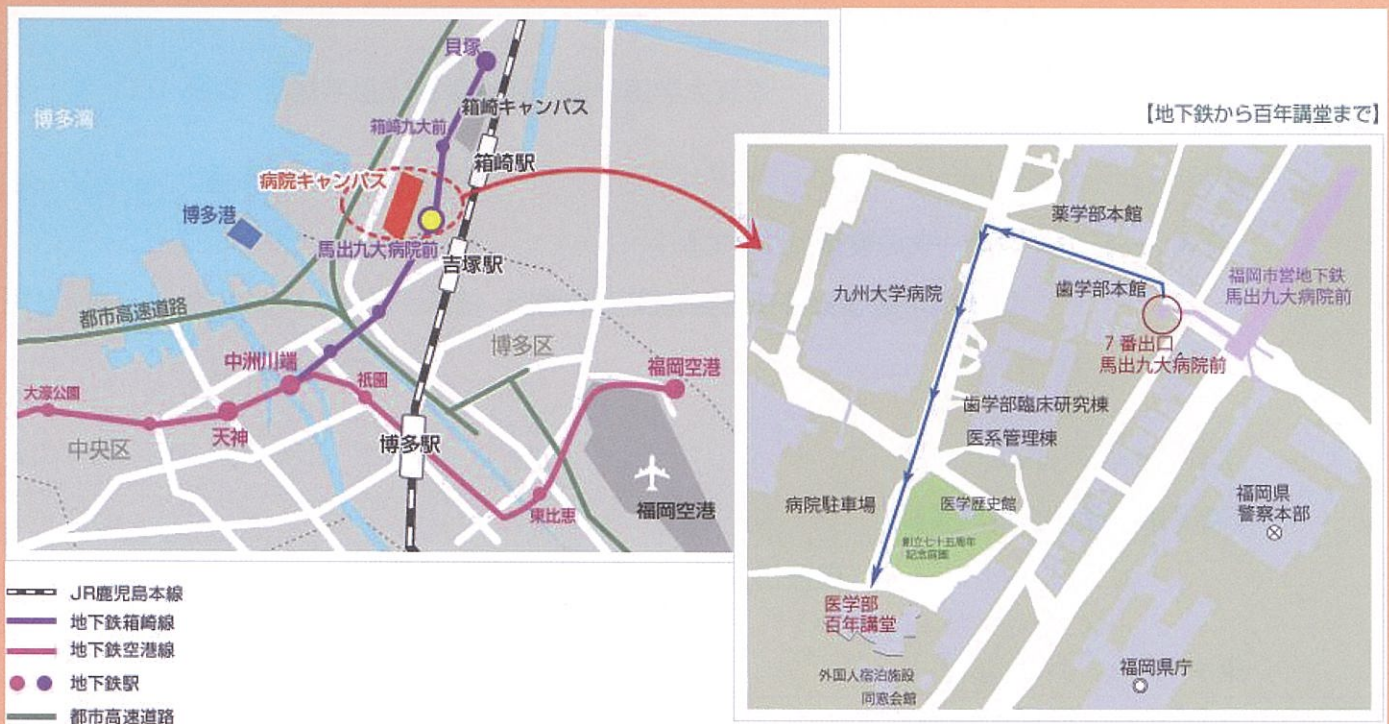 貝塚
箱崎キャンパス
博多湾
箱崎九大前
箱崎駅
病院キャンパス
博多港
馬出九大病院前
吉塚駅
都市高速道路
博多区
中洲川端
祇園
福岡空港
大濠公園
天神
博多駅
中央区
東比恵
福岡空港
JR鹿児島本線
地下鉄箱崎線
地下鉄空港線
地下鉄駅
都市高速道路
【地下鉄から百年講堂まで】
薬学部本館
福岡市営地下鉄
馬出九大病院前
九州大学病院
歯学部本館
7番出口
馬出九大病院前
歯学部臨床研究棟
医系管理棟
病院駐車場
医学歴史館
福岡県
警察本部
創立七十五周年
記念庭園
医学部
百年講堂
外国人宿泊施設
同窓会館
福岡県庁